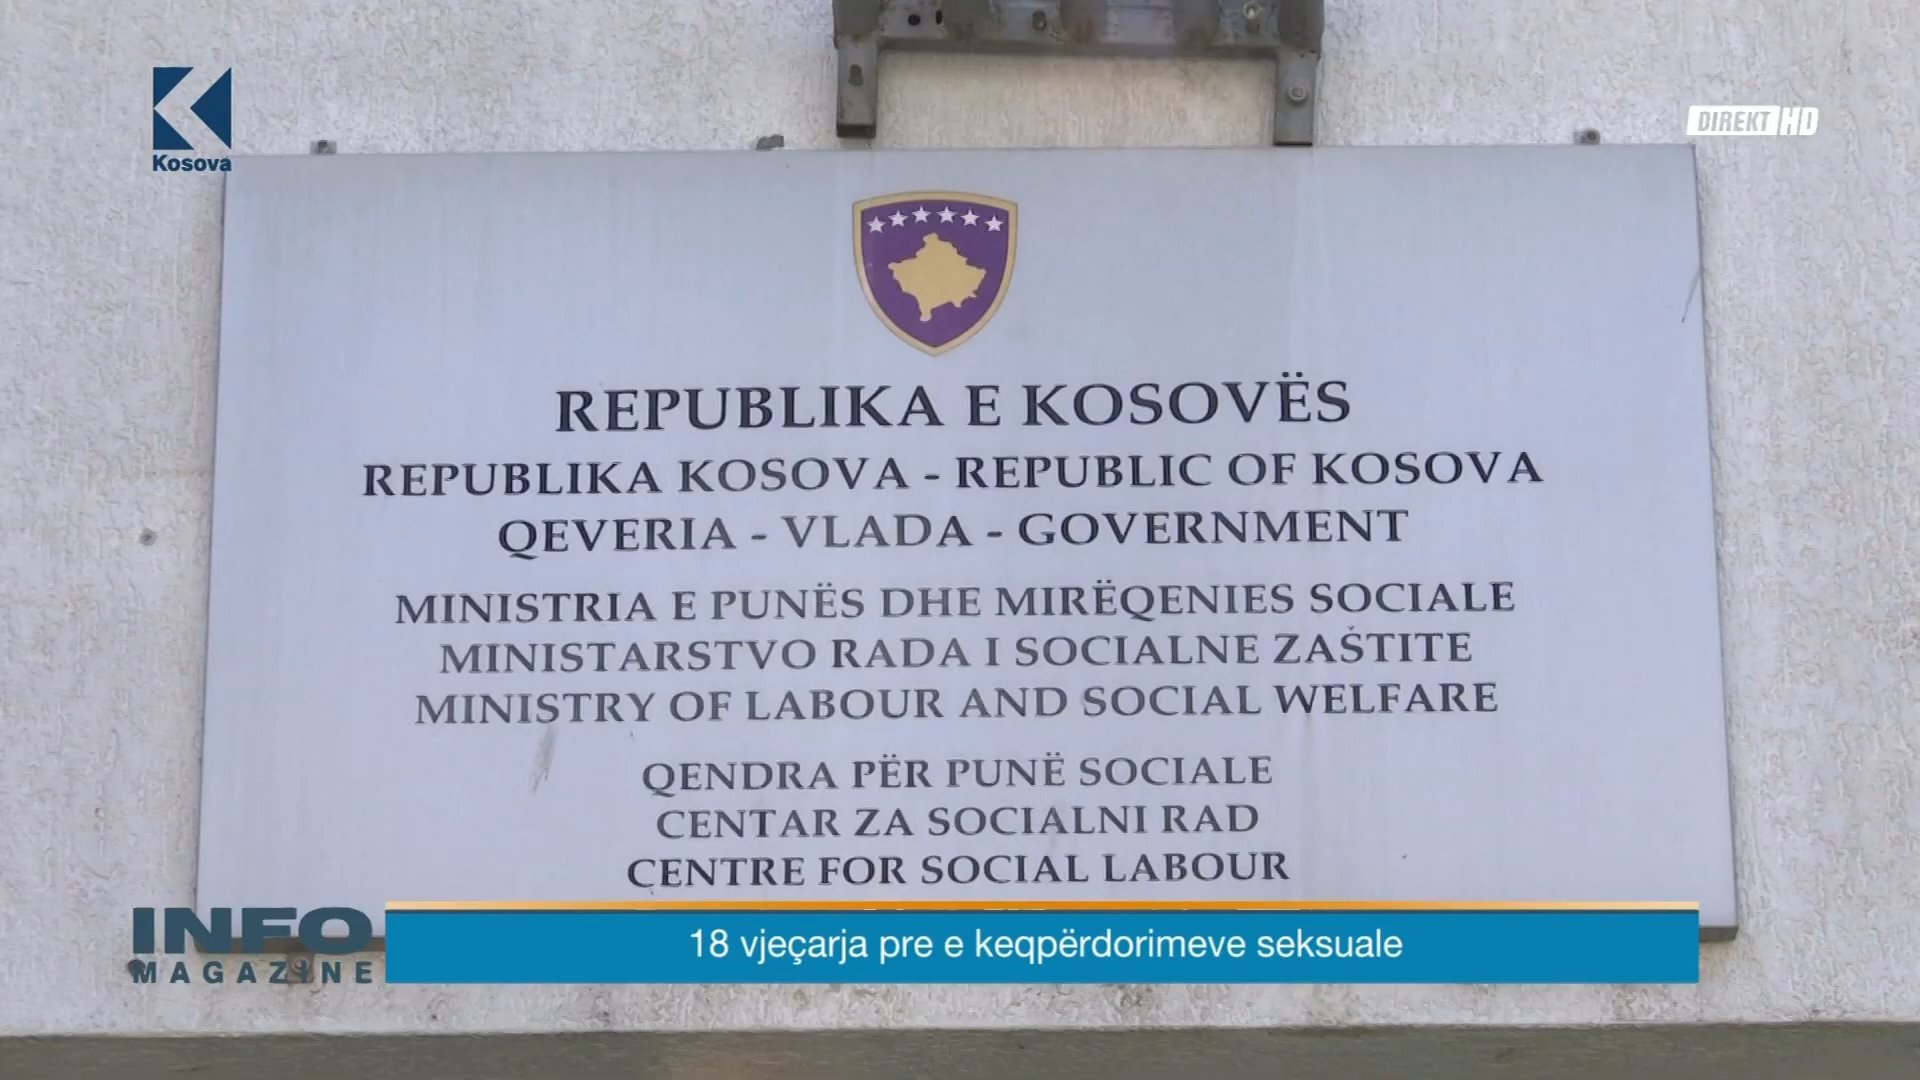 Kosova
DIREKT HD
REPUBLIKA E KOSOVËS
REPUBLIKA KOSOVA - REPUBLIC OF KOSOVA
QEVERIA - VLADA - GOVERNMENT
MINISTRIA E PUNËS DHE MIRËQENIES SOCIALE
MINISTARSTVO RADA I SOCIALNE ZAŠTITE
MINISTRY OF LABOUR AND SOCIAL WELFARE
QENDRA PËR PUNË SOCIALE
CENTAR ZA SOCIALNI RAD
CENTRE FOR SOCIAL LABOUR
INFO
MAGAZINE
18 vjeçarja pre e keqpërdorimeve seksuale